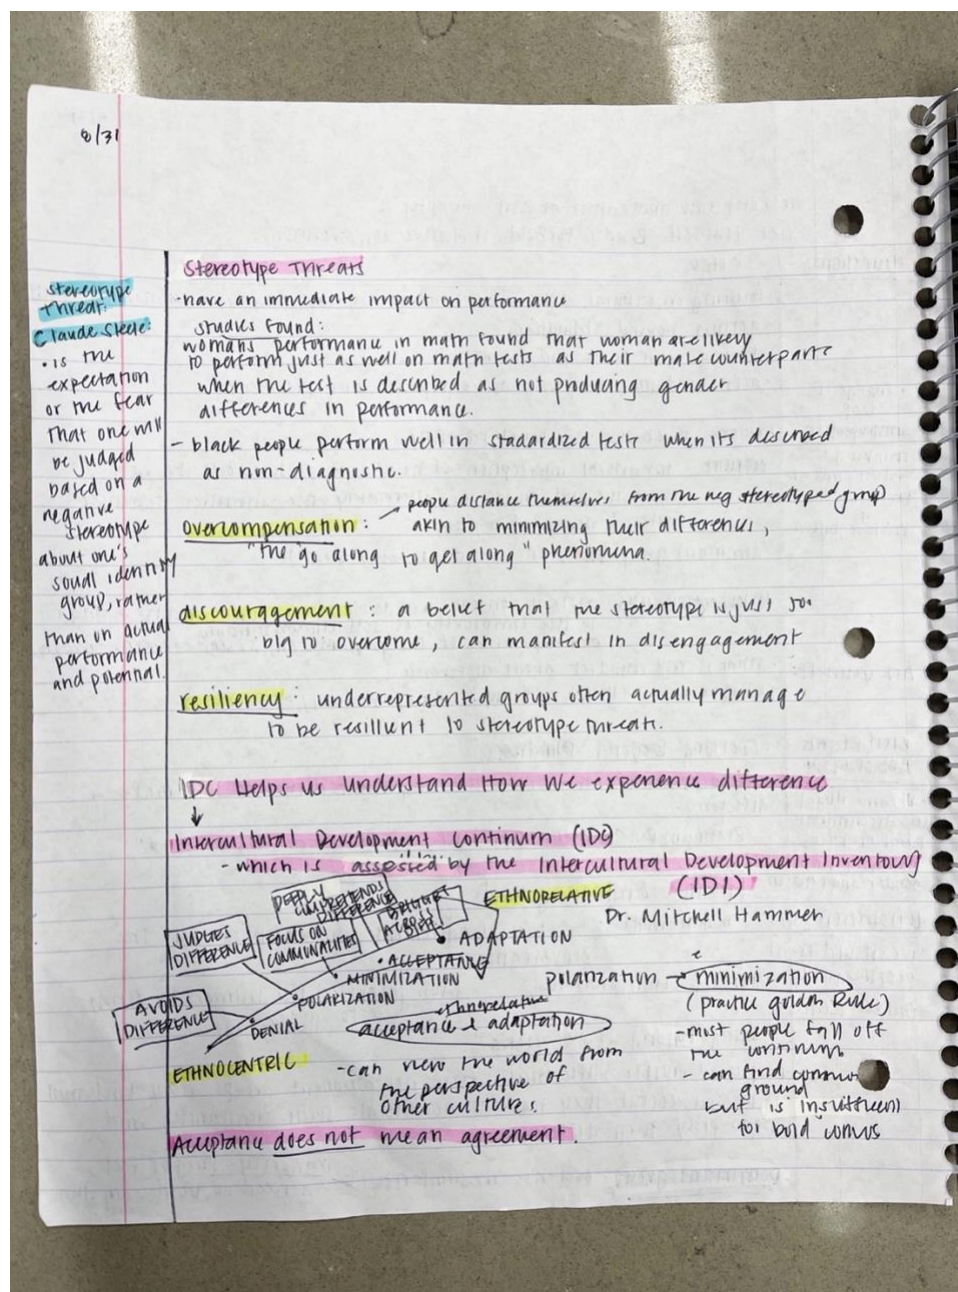 8/31
Stereotype
Threat:
Claude Steele:
• is the
expectation
or the fear
that one will
be judged
based on a
negative
stereotype
about one's
social identity
group, rather
than on actual
performance
and potential.
Stereotype Threats
- have an immediate impact on performance
studies found:
womans performance in math found that woman are likely
to perform just as well on math tests as their male counterparts
when the test is described as not producing gender
differences in performance.
- black people perform well in stadardized tests when its described
as non-diagnostic.
people distance themselves from the neg stereotyped group
overcompensation: akin to minimizing their differences,
"the "go along to get along" phenomena.
discouragement: a belief that the stereotype is just too
big to overcome, can manifest in disengagement
resiliency: underrepresented groups often actually manage
to be resilient to stereotype threats.
IDC Helps us understand How We experience difference
↓
Intercultural Development continuum (IDC)
- which is assessed by the Intercultural Development Inventory
(IDI)
Dr. Mitchell Hammer
ETHNORELATIVE
DEEPLY
COMPREHENDS
DIFFERENCE
BRIDGES
ACROSS
JUDGES
DIFFERENCE
FOCUS ON
COMMUNALITIES
AVOIDS
DIFFERENCE
• ADAPTATION
• ACCEPTANCE
• MINIMIZATION
• POLARIZATION
• DENIAL
ETHNOCENTRIC
ethnorelative
acceptance & adaptation
- can view the world from
the perspective of
other cultures.
polarization → minimization
(practice golden Rule)
- most people fall off
the continuum
- can find common
ground
but is insufficent
for bold
Acceptance does not mean agreement.